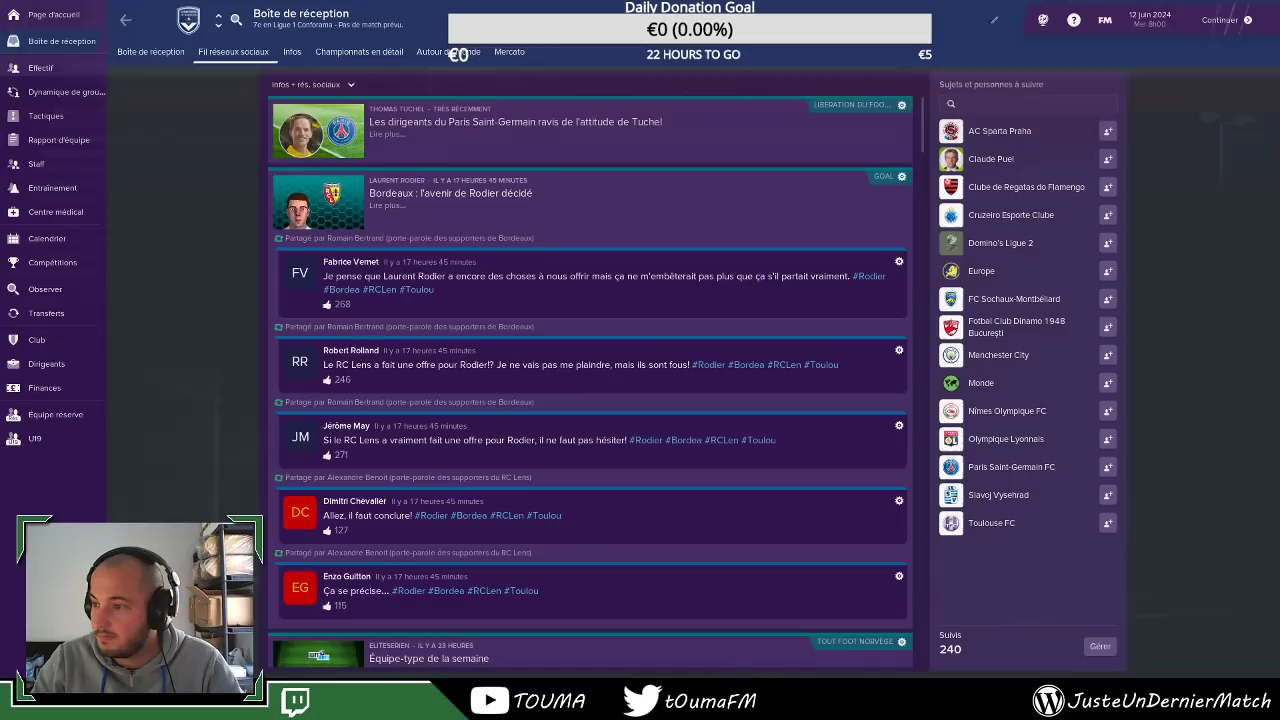 Daily Donation Goal
€0 (0.00%)
€0
22 HOURS TO GO
€5
Boîte de réception
7e en Ligue 1 Conforama - Pas de match prévu.
FM
12 juin 2024
Mer 8h00
Continuer
Boîte de réception
Fil réseaux sociaux
Infos
Championnats en détail
Mercato
Boîte de réception
Effectif
Dynamique de grou...
Tactiques
Rapport d'équipe
Staff
Entraînement
Centre médical
Calendrier
Compétitions
Observer
Transferts
Club
Dirigeants
Finances
Équipe réserve
U19
Infos + rés. sociaux
THOMAS TUCHEL - TRÈS RÉCEMMENT
LIBÉRATION DU FOO...
Les dirigeants du Paris Saint-Germain ravis de l'attitude de Tuchel
Lire plus...
LAURENT RODIER - IL Y A 17 HEURES 45 MINUTES
GOAL
Bordeaux : l'avenir de Rodier décidé
Lire plus...
Partagé par Romain Bertrand (porte-parole des supporters de Bordeaux)
FV
Fabrice Vernet Il y a 17 heures 45 minutes
Je pense que Laurent Rodier a encore des choses à nous offrir mais ça ne m'embêterait pas plus que ça s'il partait vraiment. #Rodier
#Bordea #RCLen #Toulou
268
Partagé par Romain Bertrand (porte-parole des supporters de Bordeaux)
RR
Robert Rolland Il y a 17 heures 45 minutes
Le RC Lens a fait une offre pour Rodier!? Je ne vais pas me plaindre, mais ils sont fous! #Rodier #Bordea #RCLen #Toulou
246
Partagé par Romain Bertrand (porte-parole des supporters de Bordeaux)
JM
Jérôme May Il y a 17 heures 45 minutes
Si le RC Lens a vraiment fait une offre pour Rodier, il ne faut pas hésiter! #Rodier #Bordea #RCLen #Toulou
271
Partagé par Alexandre Benoit (porte-parole des supporters du RC Lens)
DC
Dimitri Chevalier Il y a 17 heures 45 minutes
Allez, il faut conclure! #Rodier #Bordea #RCLen #Toulou
127
Partagé par Alexandre Benoit (porte-parole des supporters du RC Lens)
EG
Enzo Guitton Il y a 17 heures 45 minutes
Ça se précise... #Rodier #Bordea #RCLen #Toulou
115
ELITESERIEN - IL Y A 23 HEURES
TOUT FOOT NORVÈGE
Équipe-type de la semaine
Sujets et personnes à suivre
AC Sparta Praha
Claude Puel
Clube de Regatas do Flamengo
Cruzeiro Esporte Clube
Domino's Ligue 2
Europe
FC Sochaux-Montbéliard
Fotbal Club Dinamo 1948
Bucureşti
Manchester City
Monde
Nîmes Olympique FC
Olympique Lyonnais
Paris Saint-Germain FC
Slavoj Vysehrad
Toulouse FC
Suivis
240
Gérer
TOUMA
tOumaFM
JusteUnDernierMatch